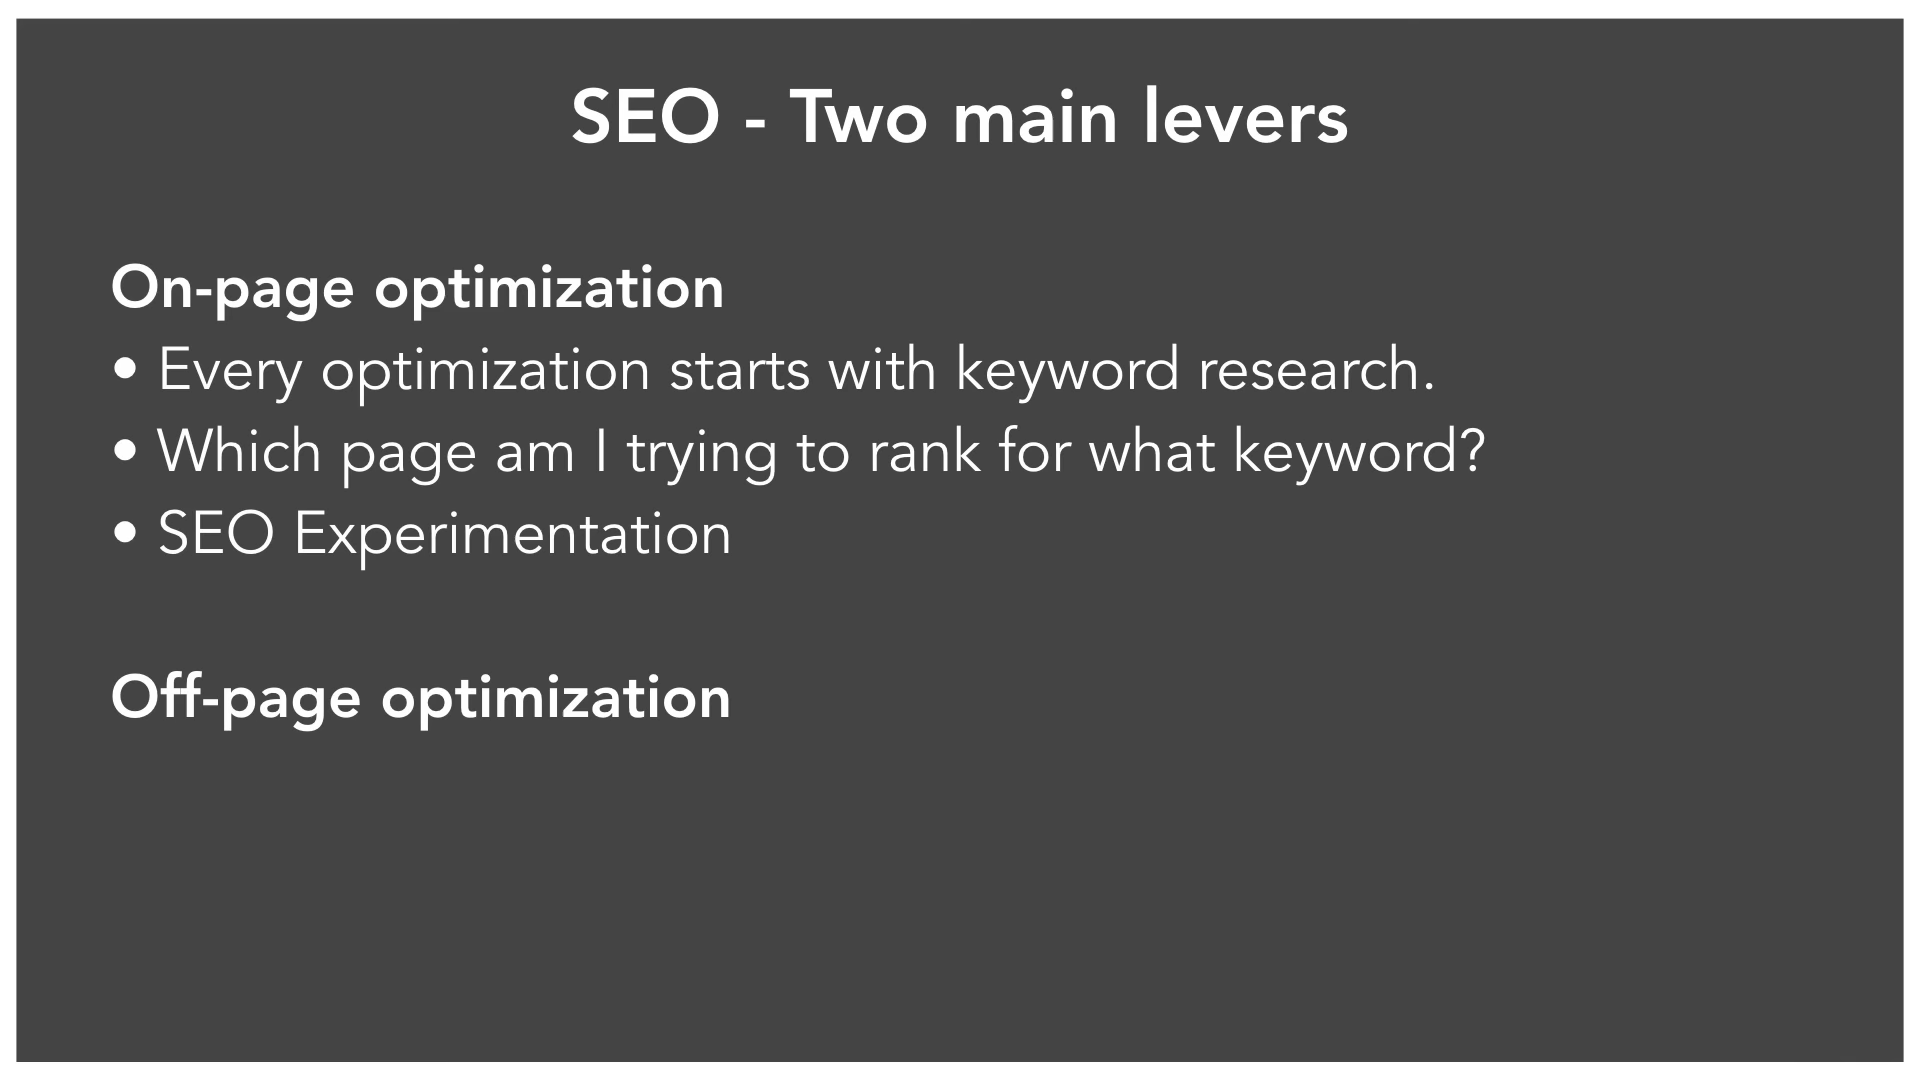 SEO - Two main levers
On-page optimization
• Every optimization starts with keyword research.
• Which page am I trying to rank for what keyword?
• SEO Experimentation
Off-page optimization